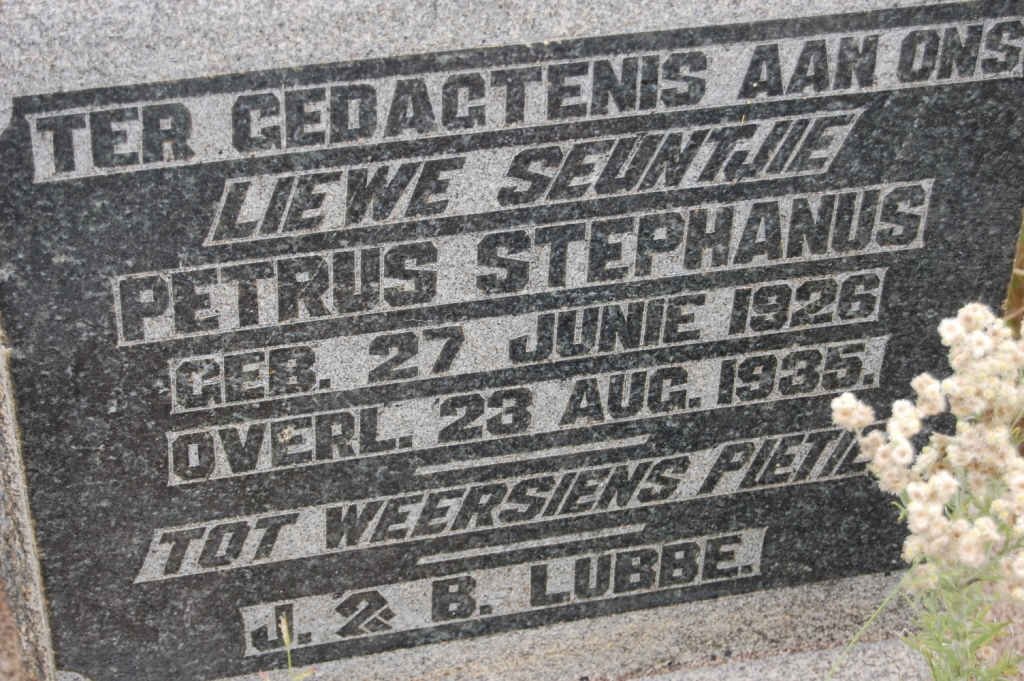 TER GEDAGTENIS AAN ONS
LIEWE SEUNTJIE
PETRUS STEPHANUS
GEB. 27 JUNIE 1926
OVERL. 23 AUG. 1935.
TOT WEERSIENS PIETIE
J. & B. LUBBE.